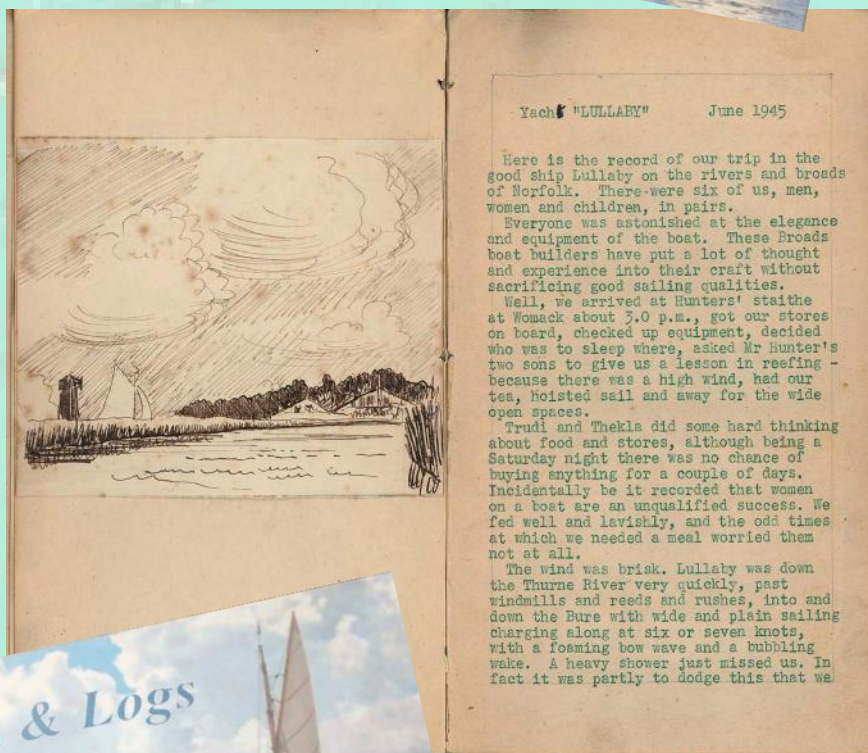 Yacht "LULLABY" June 1945
Here is the record of our trip in the
good ship Lullaby on the rivers and broads
of Norfolk. There were six of us, men,
women and children, in pairs.
Everyone was astonished at the elegance
and equipment of the boat. These Broads
boat builders have put a lot of thought
and experience into their craft without
sacrificing good sailing qualities.
Well, we arrived at Hunters' staithe
at Womack about 3.0 p.m., got our stores
on board, checked up equipment, decided
who was to sleep where, asked Mr Hunter's
two sons to give us a lesson in reefing -
because there was a high wind, had our
tea, hoisted sail and away for the wide
open spaces.
Trudi and Thekla did some hard thinking
about food and stores, although being a
Saturday night there was no chance of
buying anything for a couple of days.
Incidentally be it recorded that women
on a boat are an unqualified success. We
fed well and lavishly, and the odd times
at which we needed a meal worried them
not at all.
The wind was brisk. Lullaby was down
the Thurne River very quickly, past
windmills and reeds and rushes, into and
down the Bure with wide and plain sailing
charging along at six or seven knots,
with a foaming bow wave and a bubbling
wake. A heavy shower just missed us. In
fact it was partly to dodge this that we
& Logs